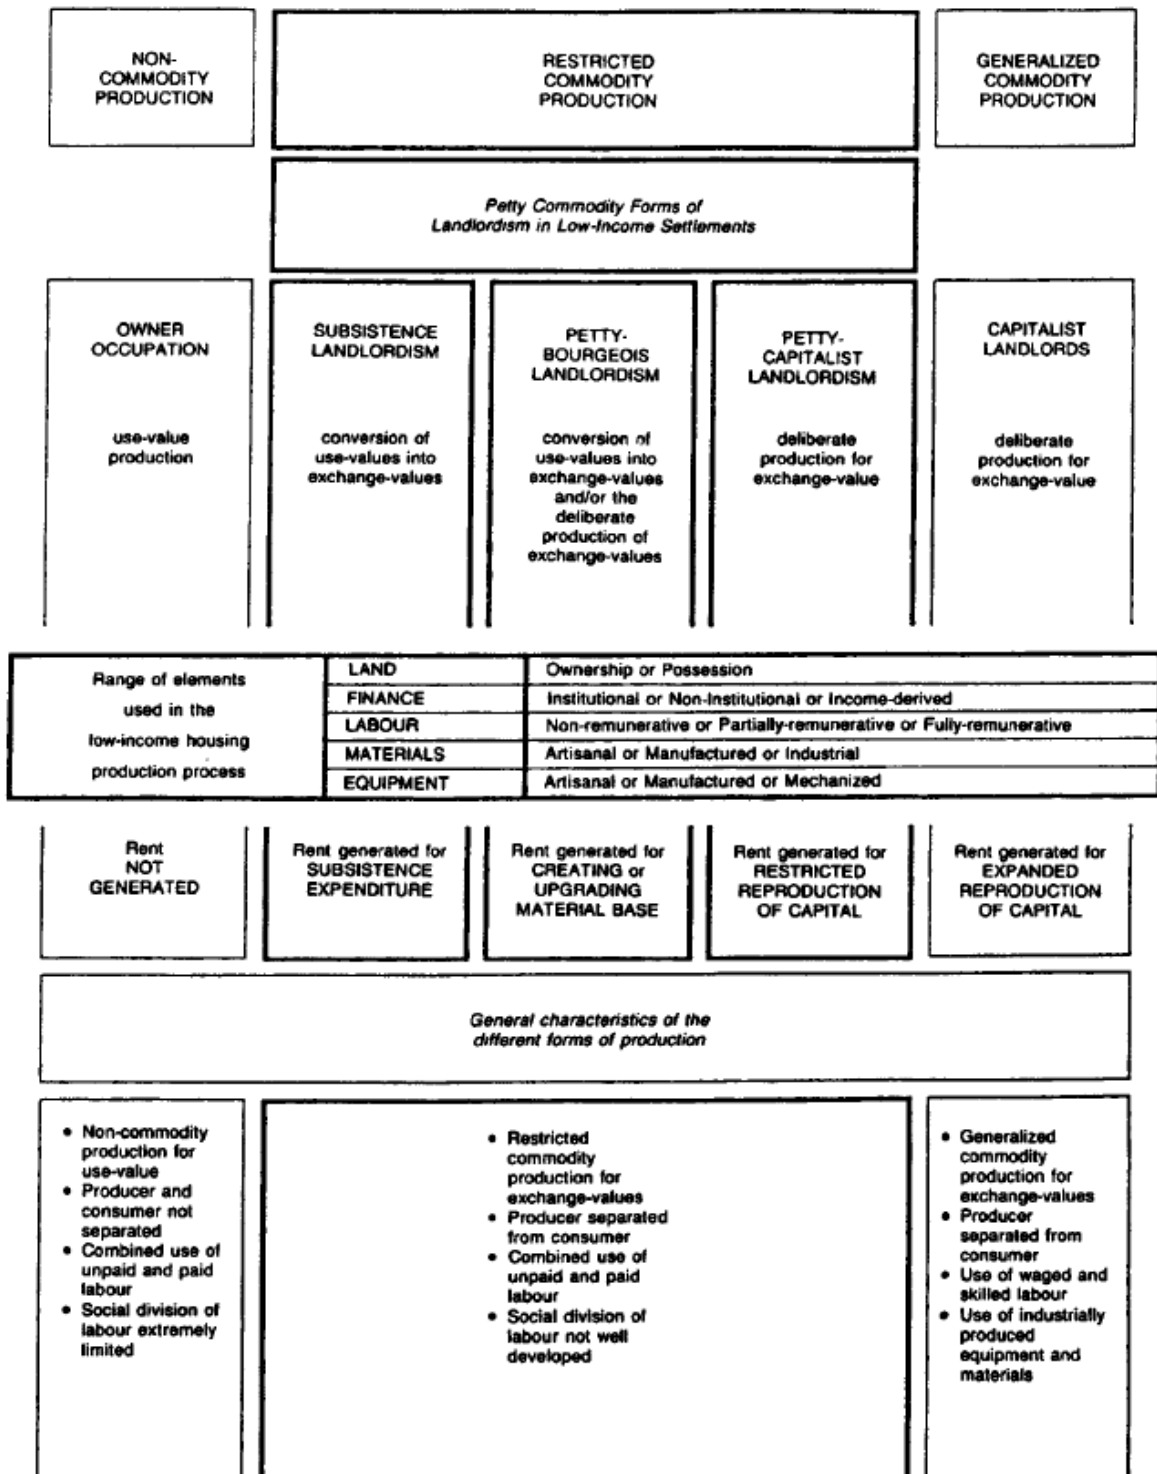 NON-
COMMODITY
PRODUCTION
RESTRICTED
COMMODITY
PRODUCTION
GENERALIZED
COMMODITY
PRODUCTION
Petty Commodity Forms of
Landlordism in Low-Income Settlements
OWNER
OCCUPATION
use-value
production
SUBSISTENCE
LANDLORDISM
conversion of
use-values into
exchange-values
PETTY-
BOURGEOIS
LANDLORDISM
conversion of
use-values into
exchange-values
and/or the
deliberate
production of
exchange-values
PETTY-
CAPITALIST
LANDLORDISM
deliberate
production for
exchange-value
CAPITALIST
LANDLORDS
deliberate
production for
exchange-value
Range of elements
used in the
low-income housing
production process
LAND Ownership or Possession
FINANCE Institutional or Non-Institutional or Income-derived
LABOUR Non-remunerative or Partially-remunerative or Fully-remunerative
MATERIALS Artisanal or Manufactured or Industrial
EQUIPMENT Artisanal or Manufactured or Mechanized
Rent
NOT
GENERATED
Rent generated for
SUBSISTENCE
EXPENDITURE
Rent generated for
CREATING or
UPGRADING
MATERIAL BASE
Rent generated for
RESTRICTED
REPRODUCTION
OF CAPITAL
Rent generated for
EXPANDED
REPRODUCTION
OF CAPITAL
General characteristics of the
different forms of production
• Non-commodity
production for
use-value
• Producer and
consumer not
separated
• Combined use of
unpaid and paid
labour
• Social division of
labour extremely
limited
• Restricted
commodity
production for
exchange-values
• Producer separated
from consumer
• Combined use of
unpaid and paid
labour
• Social division of
labour not well
developed
• Generalized
commodity
production for
exchange-values
• Producer
separated from
consumer
• Use of waged and
skilled labour
• Use of industrially
produced
equipment and
materials